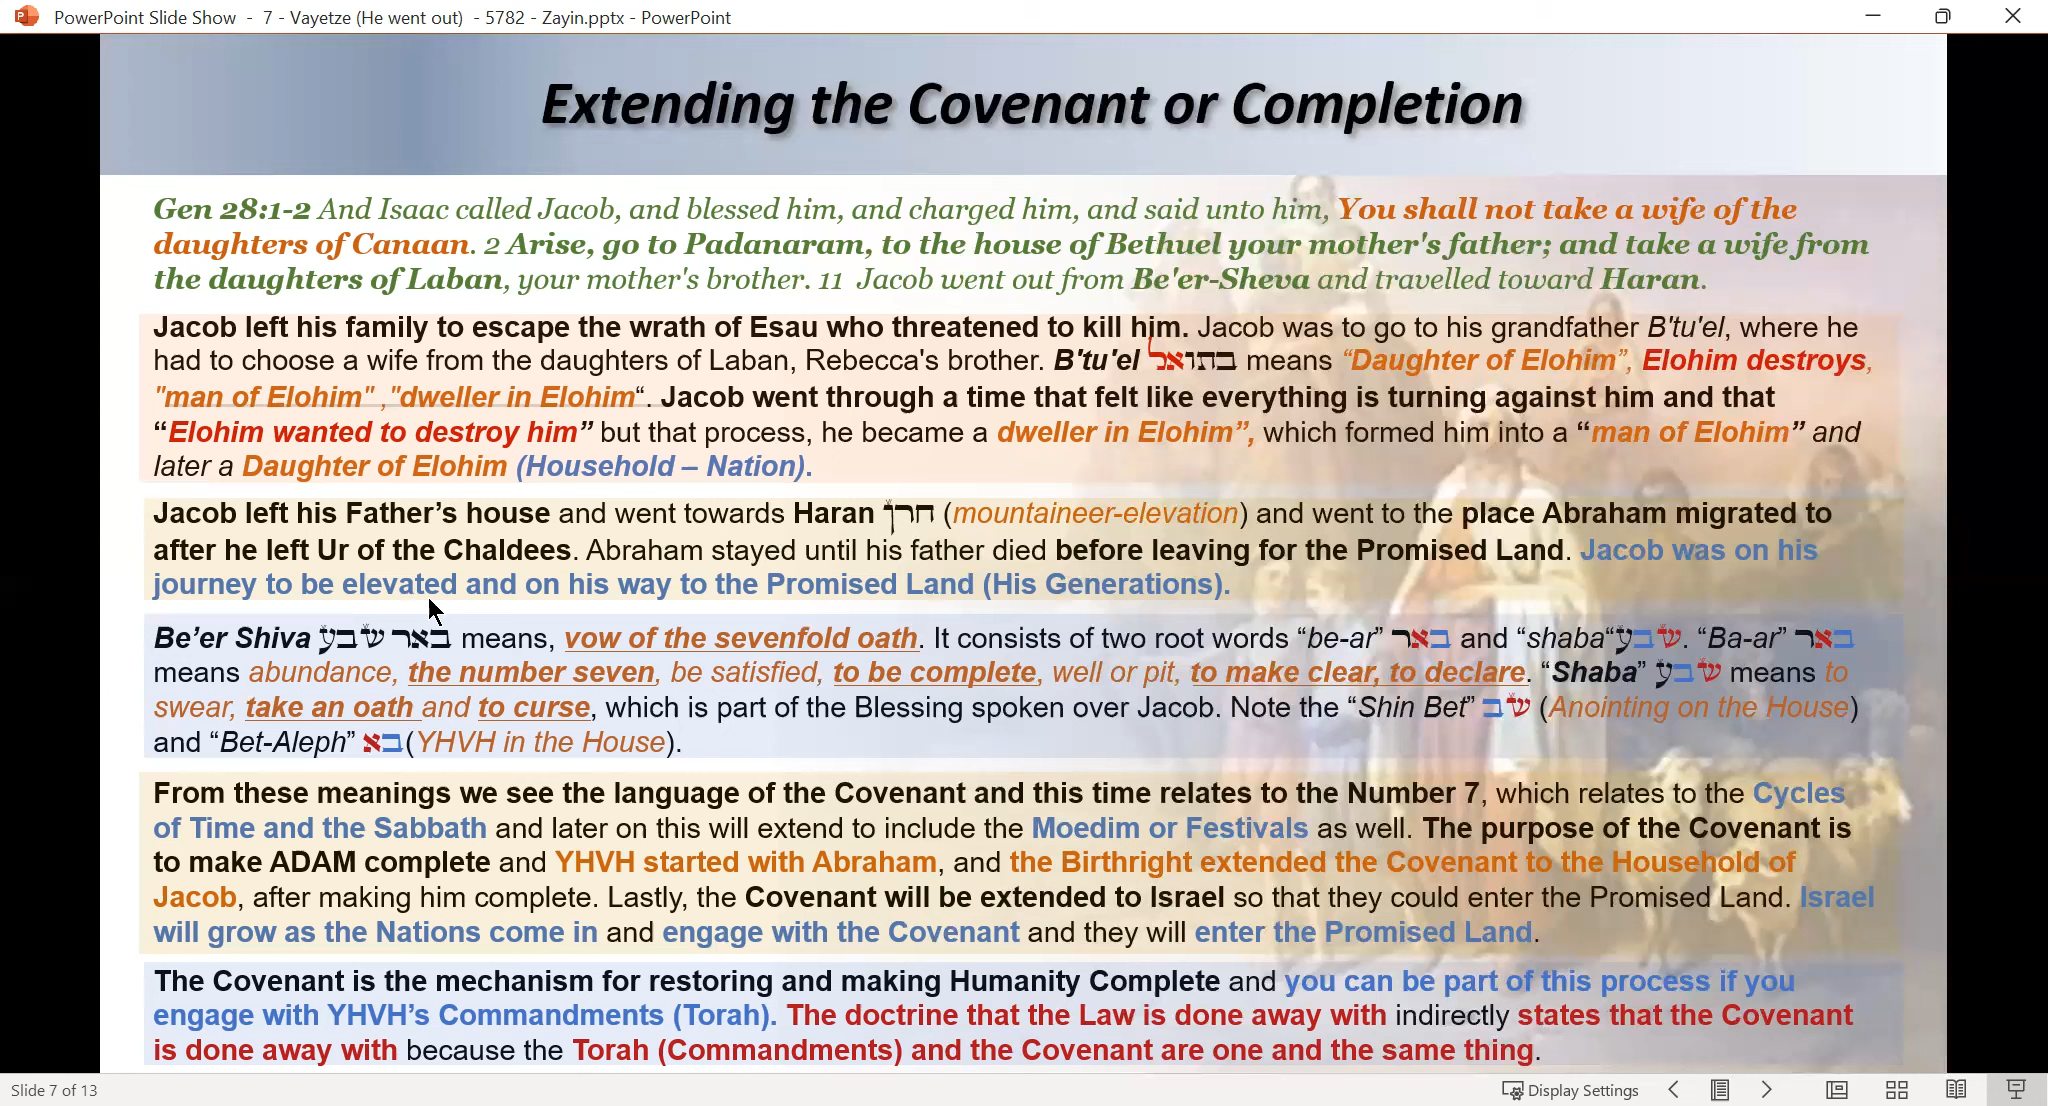 PowerPoint Slide Show - 7 - Vayetze (He went out) - 5782 - Zayin.pptx - PowerPoint
Extending the Covenant or Completion
Gen 28:1-2 And Isaac called Jacob, and blessed him, and charged him, and said unto him, You shall not take a wife of the
daughters of Canaan. 2 Arise, go to Padanaram, to the house of Bethuel your mother's father; and take a wife from
the daughters of Laban, your mother's brother. 11 Jacob went out from Be'er-Sheva and travelled toward Haran.
Jacob left his family to escape the wrath of Esau who threatened to kill him. Jacob was to go to his grandfather B'tu'el, where he
had to choose a wife from the daughters of Laban, Rebecca's brother. B'tu'el בתואל means “Daughter of Elohim”, Elohim destroys,
"man of Elohim" ,"dweller in Elohim“. Jacob went through a time that felt like everything is turning against him and that
“Elohim wanted to destroy him” but that process, he became a dweller in Elohim”, which formed him into a “man of Elohim” and
later a Daughter of Elohim (Household – Nation).
Jacob left his Father’s house and went towards Haran חרן (mountaineer-elevation) and went to the place Abraham migrated to
after he left Ur of the Chaldees. Abraham stayed until his father died before leaving for the Promised Land. Jacob was on his
journey to be elevated and on his way to the Promised Land (His Generations).
Be’er Shiva באר שבע means, vow of the sevenfold oath. It consists of two root words “be-ar” באר and “shaba“שבע. “Ba-ar” באר
means abundance, the number seven, be satisfied, to be complete, well or pit, to make clear, to declare. “Shaba” שבע means to
swear, take an oath and to curse, which is part of the Blessing spoken over Jacob. Note the “Shin Bet” שב (Anointing on the House)
and “Bet-Aleph” בא(YHVH in the House).
From these meanings we see the language of the Covenant and this time relates to the Number 7, which relates to the Cycles
of Time and the Sabbath and later on this will extend to include the Moedim or Festivals as well. The purpose of the Covenant is
to make ADAM complete and YHVH started with Abraham, and the Birthright extended the Covenant to the Household of
Jacob, after making him complete. Lastly, the Covenant will be extended to Israel so that they could enter the Promised Land. Israel
will grow as the Nations come in and engage with the Covenant and they will enter the Promised Land.
The Covenant is the mechanism for restoring and making Humanity Complete and you can be part of this process if you
engage with YHVH’s Commandments (Torah). The doctrine that the Law is done away with indirectly states that the Covenant
is done away with because the Torah (Commandments) and the Covenant are one and the same thing.
Slide 7 of 13
Display Settings